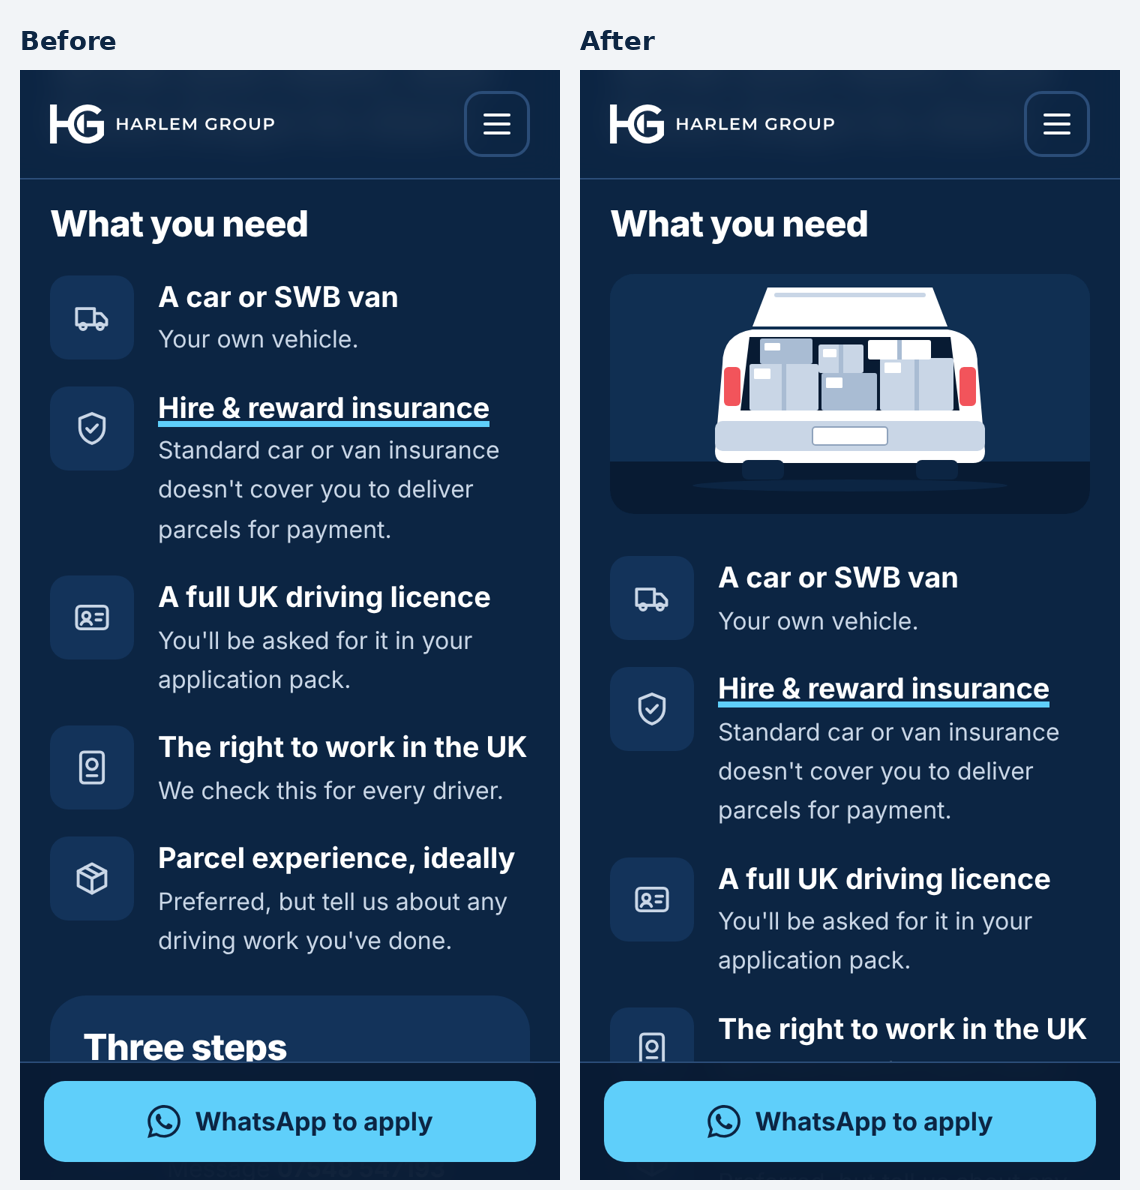 Before
HG HARLEM GROUP
What you need
A car or SWB van
Your own vehicle.
Hire & reward insurance
Standard car or van insurance
doesn't cover you to deliver
parcels for payment.
A full UK driving licence
You'll be asked for it in your
application pack.
The right to work in the UK
We check this for every driver.
Parcel experience, ideally
Preferred, but tell us about any
driving work you've done.
Three steps
WhatsApp to apply
After
HG HARLEM GROUP
What you need
A car or SWB van
Your own vehicle.
Hire & reward insurance
Standard car or van insurance
doesn't cover you to deliver
parcels for payment.
A full UK driving licence
You'll be asked for it in your
application pack.
The right to work in the UK
WhatsApp to apply